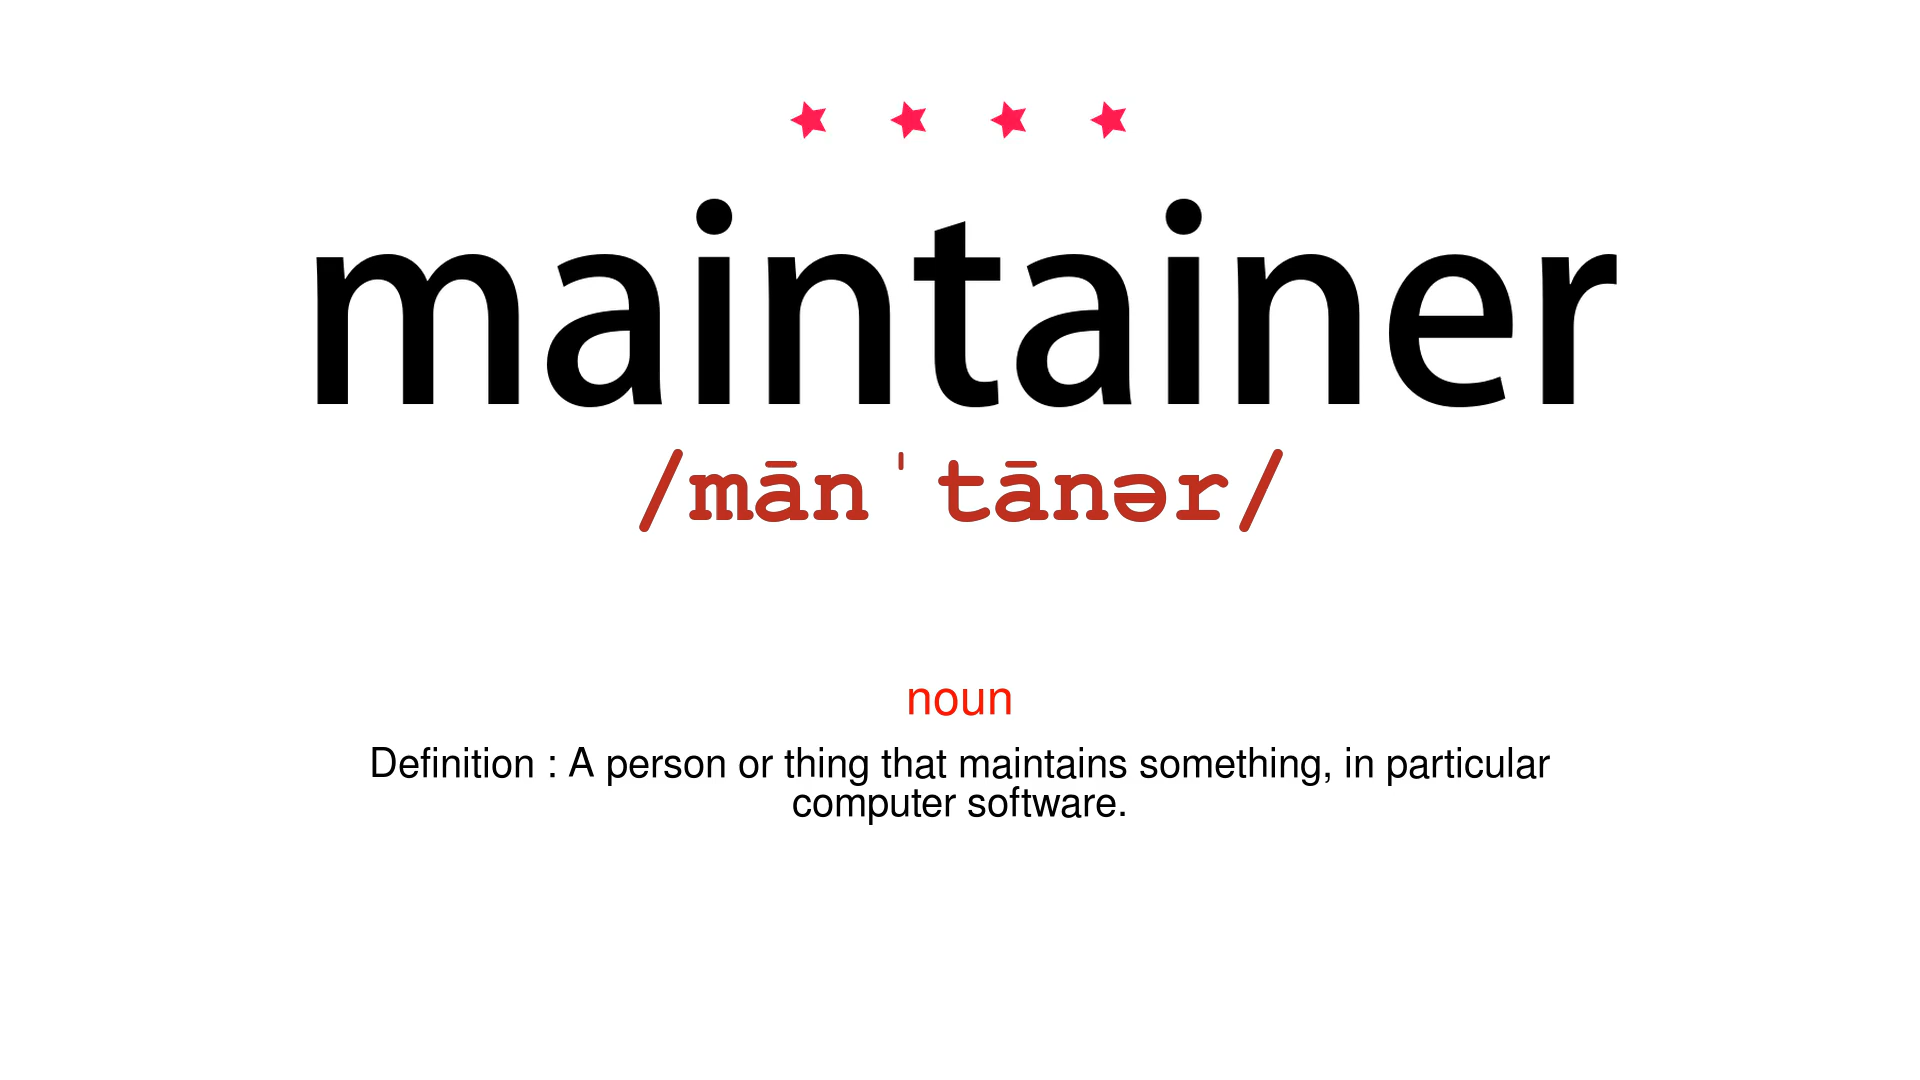 maintainer
/mānˈtānər/
noun
Definition : A person or thing that maintains something, in particular
computer software.